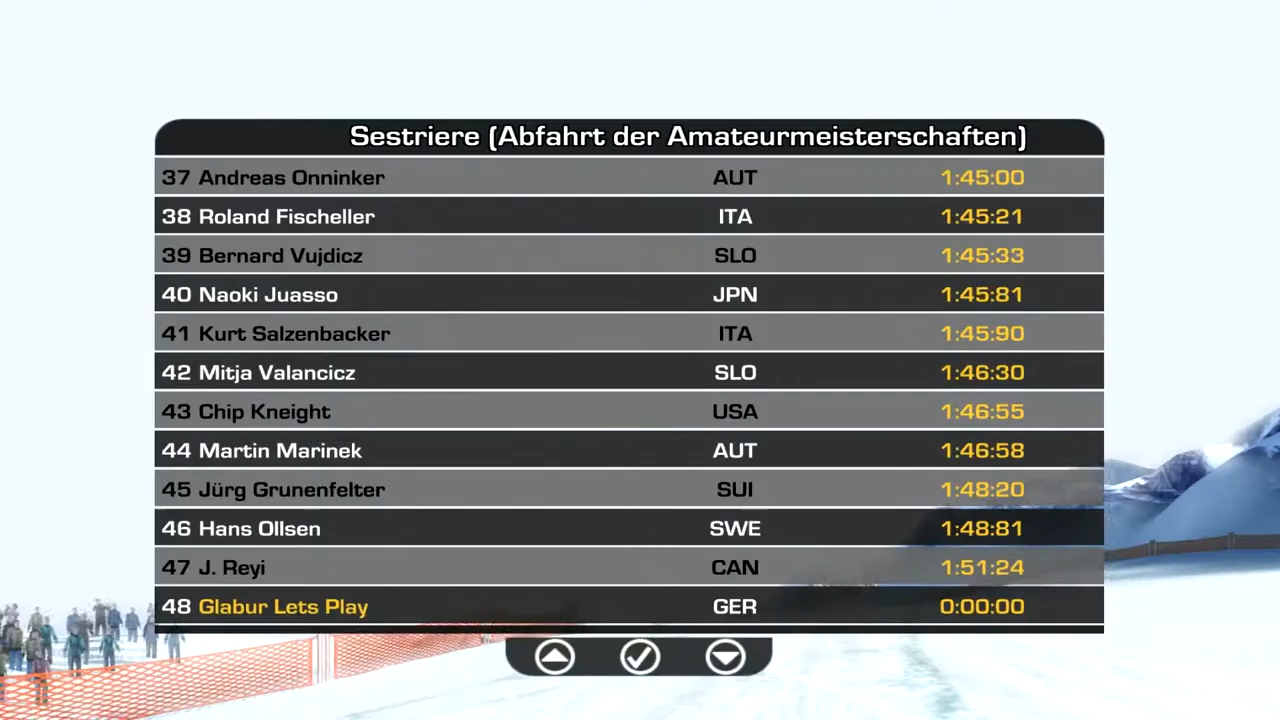 Sestriere (Abfahrt der Amateurmeisterschaften)
37 Andreas Onninker AUT 1:45:00
38 Roland Fischeller ITA 1:45:21
39 Bernard Vujdicz SLO 1:45:33
40 Naoki Juasso JPN 1:45:81
41 Kurt Salzenbacker ITA 1:45:90
42 Mitja Valancicz SLO 1:46:30
43 Chip Kneight USA 1:46:55
44 Martin Marinek AUT 1:46:58
45 Jürg Grunenfelter SUI 1:48:20
46 Hans Ollsen SWE 1:48:81
47 J. Reyi CAN 1:51:24
48 Glabur Lets Play GER 0:00:00